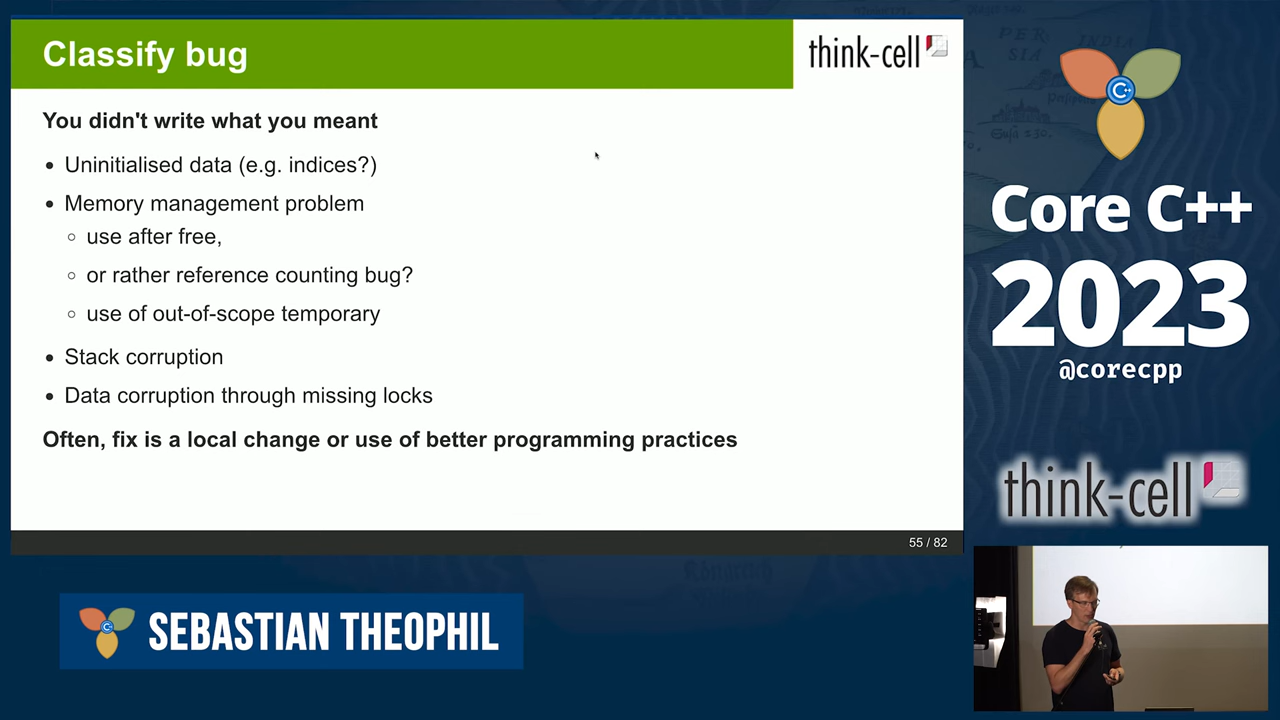 Classify bug
think-cell
You didn't write what you meant
• Uninitialised data (e.g. indices?)
• Memory management problem
◦ use after free,
◦ or rather reference counting bug?
◦ use of out-of-scope temporary
• Stack corruption
• Data corruption through missing locks
Often, fix is a local change or use of better programming practices
55 / 82
C++
Core C++
2023
@corecpp
think-cell
C++
SEBASTIAN THEOPHIL